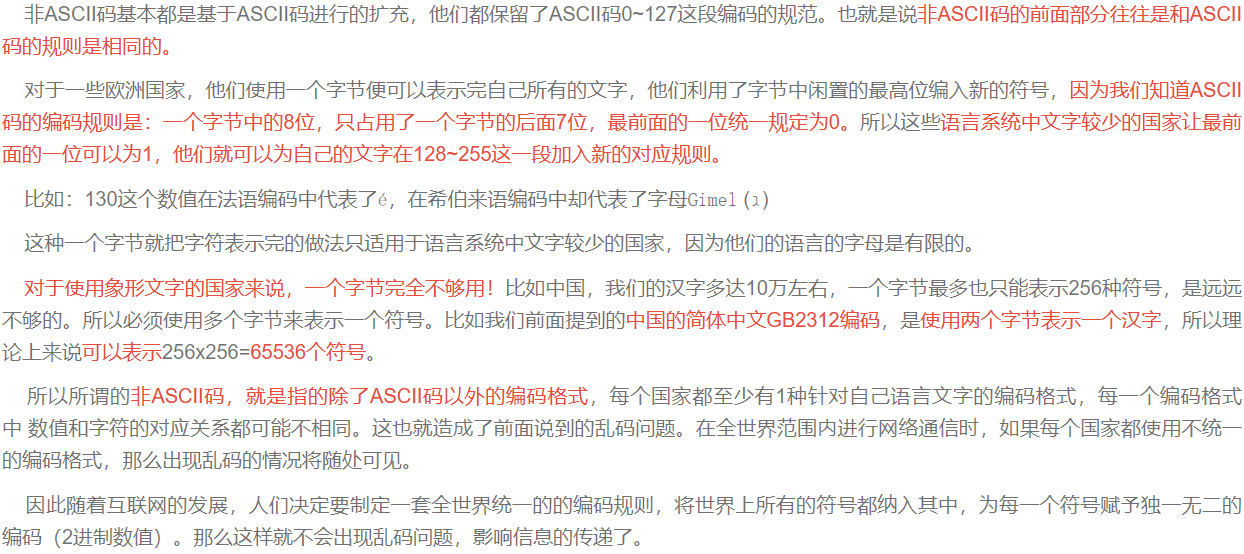 非ASCII码基本都是基于ASCII码进行的扩充，他们都保留了ASCII码0~127这段编码的规范。也就是说非ASCII码的前面部分往往是和ASCII
码的规则是相同的。
对于一些欧洲国家，他们使用一个字节便可以表示完自己所有的文字，他们利用了字节中闲置的最高位编入新的符号，因为我们知道ASCII
码的编码规则是：一个字节中的8位，只占用了一个字节的后面7位，最前面的一位统一规定为0。所以这些语言系统中文字较少的国家让最前
面的一位可以为1，他们就可以为自己的文字在128~255这一段加入新的对应规则。
比如：130这个数值在法语编码中代表了é，在希伯来语编码中却代表了字母Gimel (ג)
这种一个字节就把字符表示完的做法只适用于语言系统中文字较少的国家，因为他们的语言的字母是有限的。
对于使用象形文字的国家来说，一个字节完全不够用！比如中国，我们的汉字多达10万左右，一个字节最多也只能表示256种符号，是远远
不够的。所以必须使用多个字节来表示一个符号。比如我们前面提到的中国的简体中文GB2312编码，是使用两个字节表示一个汉字，所以理
论上来说可以表示256x256=65536个符号。
所以所谓的非ASCII码，就是指的除了ASCII码以外的编码格式，每个国家都至少有1种针对自己语言文字的编码格式，每一个编码格式
中 数值和字符的对应关系都可能不相同。这也就造成了前面说到的乱码问题。在全世界范围内进行网络通信时，如果每个国家都使用不统一
的编码格式，那么出现乱码的情况将随处可见。
因此随着互联网的发展，人们决定要制定一套全世界统一的的编码规则，将世界上所有的符号都纳入其中，为每一个符号赋予独一无二的
编码（2进制数值）。那么这样就不会出现乱码问题，影响信息的传递了。